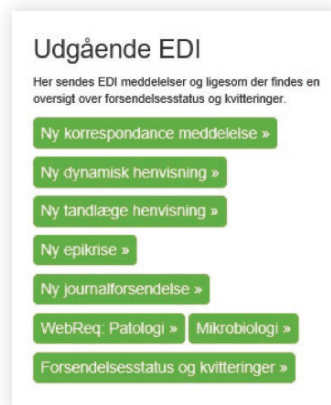 Udgående EDI
Her sendes EDI meddelelser og ligesom der findes en
oversigt over forsendelsesstatus og kvitteringer.
Ny korrespondance meddelelse »
Ny dynamisk henvisning »
Ny tandlæge henvisning »
Ny epikrise »
Ny journalforsendelse »
WebReq: Patologi » Mikrobiologi »
Forsendelsesstatus og kvitteringer »